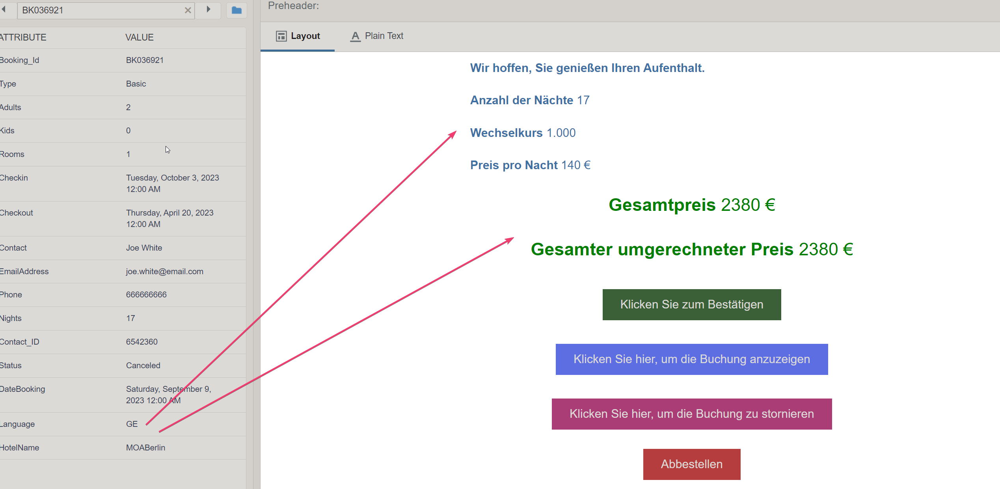 BK036921
ATTRIBUTE VALUE
Booking_Id BK036921
Type Basic
Adults 2
Kids 0
Rooms 1
Checkin Tuesday, October 3, 2023
12:00 AM
Checkout Thursday, April 20, 2023
12:00 AM
Contact Joe White
EmailAddress joe.white@email.com
Phone 666666666
Nights 17
Contact_ID 6542360
Status Canceled
DateBooking Saturday, September 9,
2023 12:00 AM
Language GE
HotelName MOABerlin
Preheader:
Layout
Plain Text
Wir hoffen, Sie genießen Ihren Aufenthalt.
Anzahl der Nächte 17
Wechselkurs 1.000
Preis pro Nacht 140 €
Gesamtpreis 2380 €
Gesamter umgerechneter Preis 2380 €
Klicken Sie zum Bestätigen
Klicken Sie hier, um die Buchung anzuzeigen
Klicken Sie hier, um die Buchung zu stornieren
Abbestellen